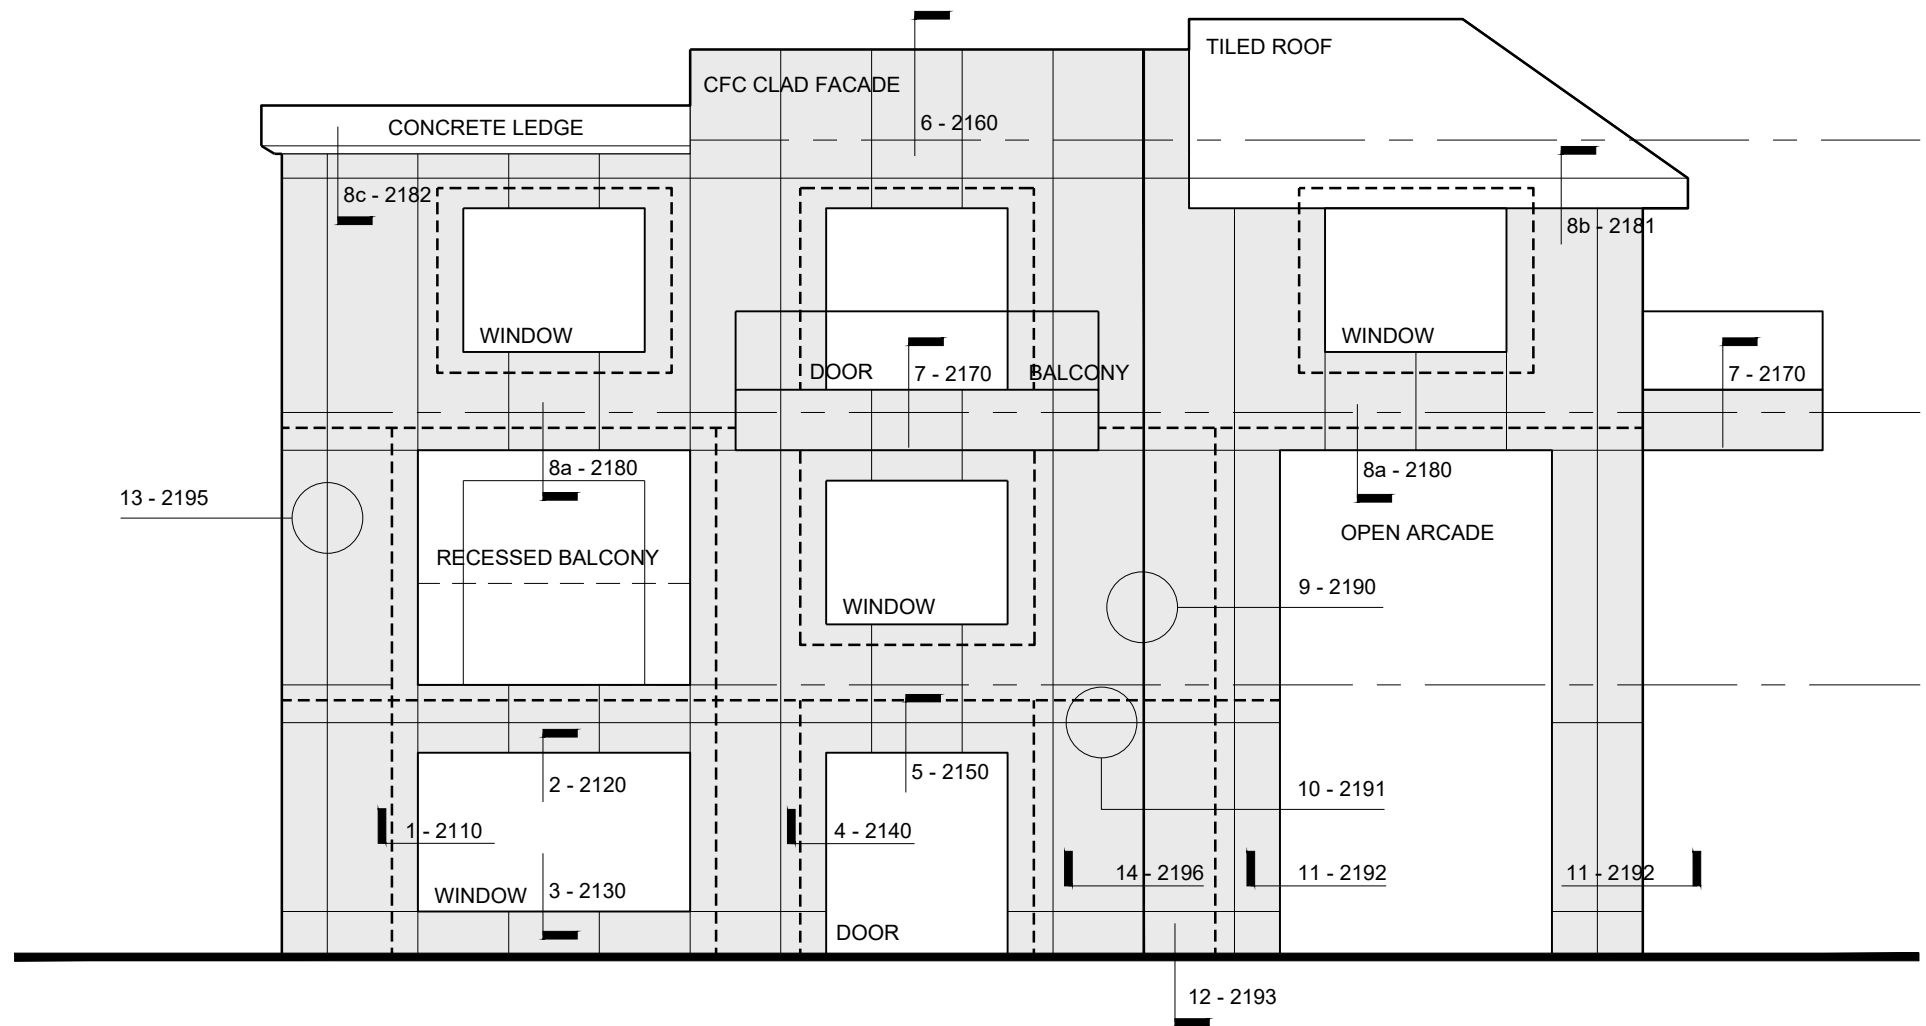 TILED ROOF
CFC CLAD FACADE
6 - 2160
CONCRETE LEDGE
8c - 2182
8b - 2181
WINDOW
WINDOW
DOOR
7 - 2170
BALCONY
7 - 2170
8a - 2180
8a - 2180
13 - 2195
OPEN ARCADE
RECESSED BALCONY
9 - 2190
WINDOW
5 - 2150
2 - 2120
10 - 2191
1 - 2110
4 - 2140
14 - 2196
11 - 2192
11 - 2192
WINDOW
3 - 2130
DOOR
12 - 2193